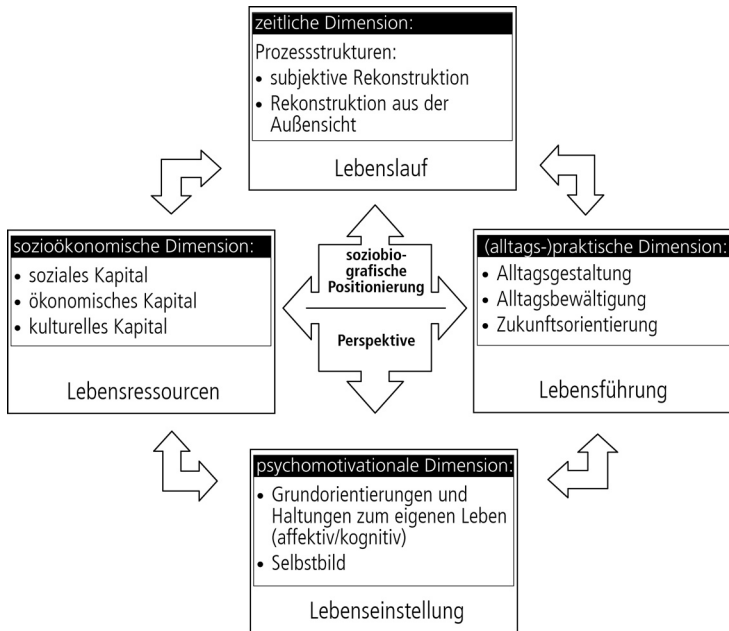 zeitliche Dimension:
Prozessstrukturen:
• subjektive Rekonstruktion
• Rekonstruktion aus der
Außensicht
Lebenslauf
sozioökonomische Dimension:
• soziales Kapital
• ökonomisches Kapital
• kulturelles Kapital
Lebensressourcen
soziobio-
grafische
Positionierung
Perspektive
(alltags-)praktische Dimension:
• Alltagsgestaltung
• Alltagsbewältigung
• Zukunftsorientierung
Lebensführung
psychomotivationale Dimension:
• Grundorientierungen und
Haltungen zum eigenen Leben
(affektiv/kognitiv)
• Selbstbild
Lebenseinstellung